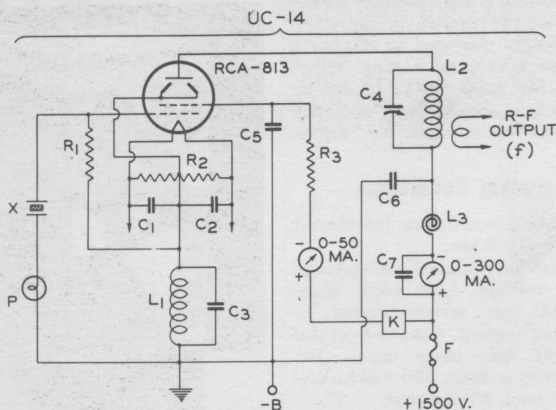 UC-14
RCA-813
L2
C4
R-F
OUTPUT
(f)
R1
C5
R2
R3
C6
X
C1
C2
L3
0-50
MA.
C7
0-300
MA.
P
L1
C3
K
F
-B
+1500 V.
- 
+
-
+